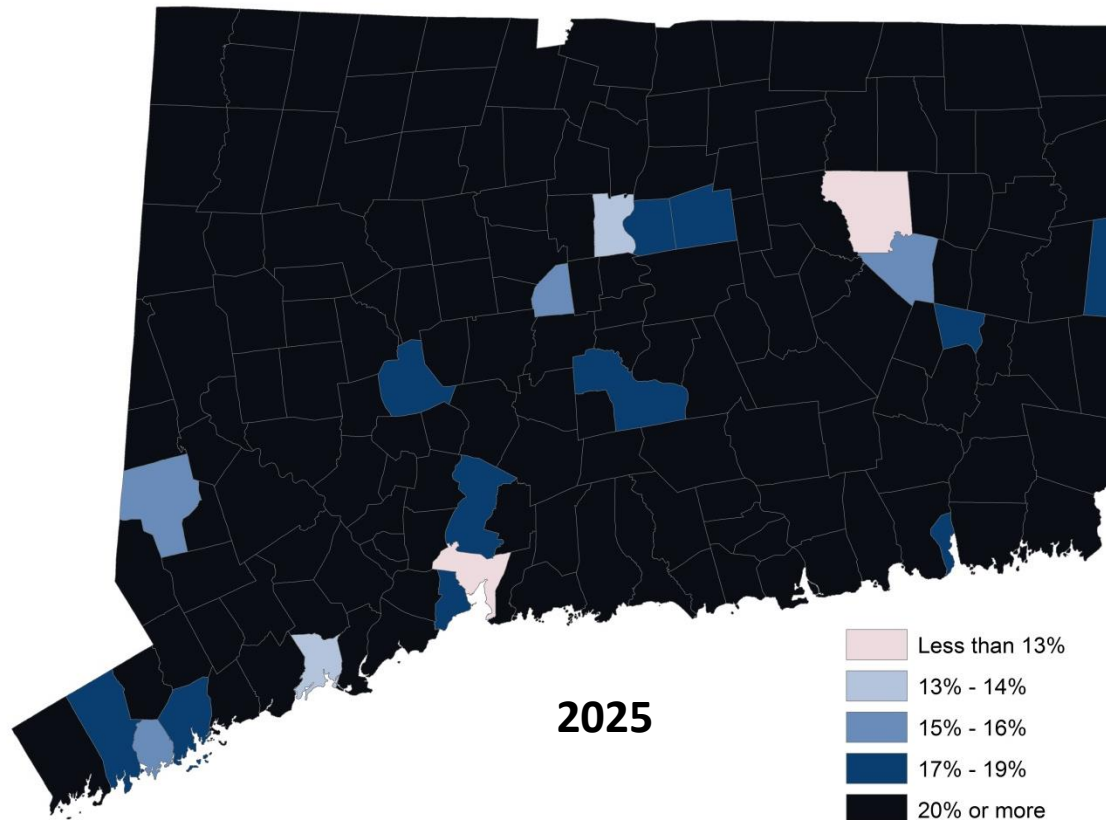 2025
Less than 13%
13% - 14%
15% - 16%
17% - 19%
20% or more